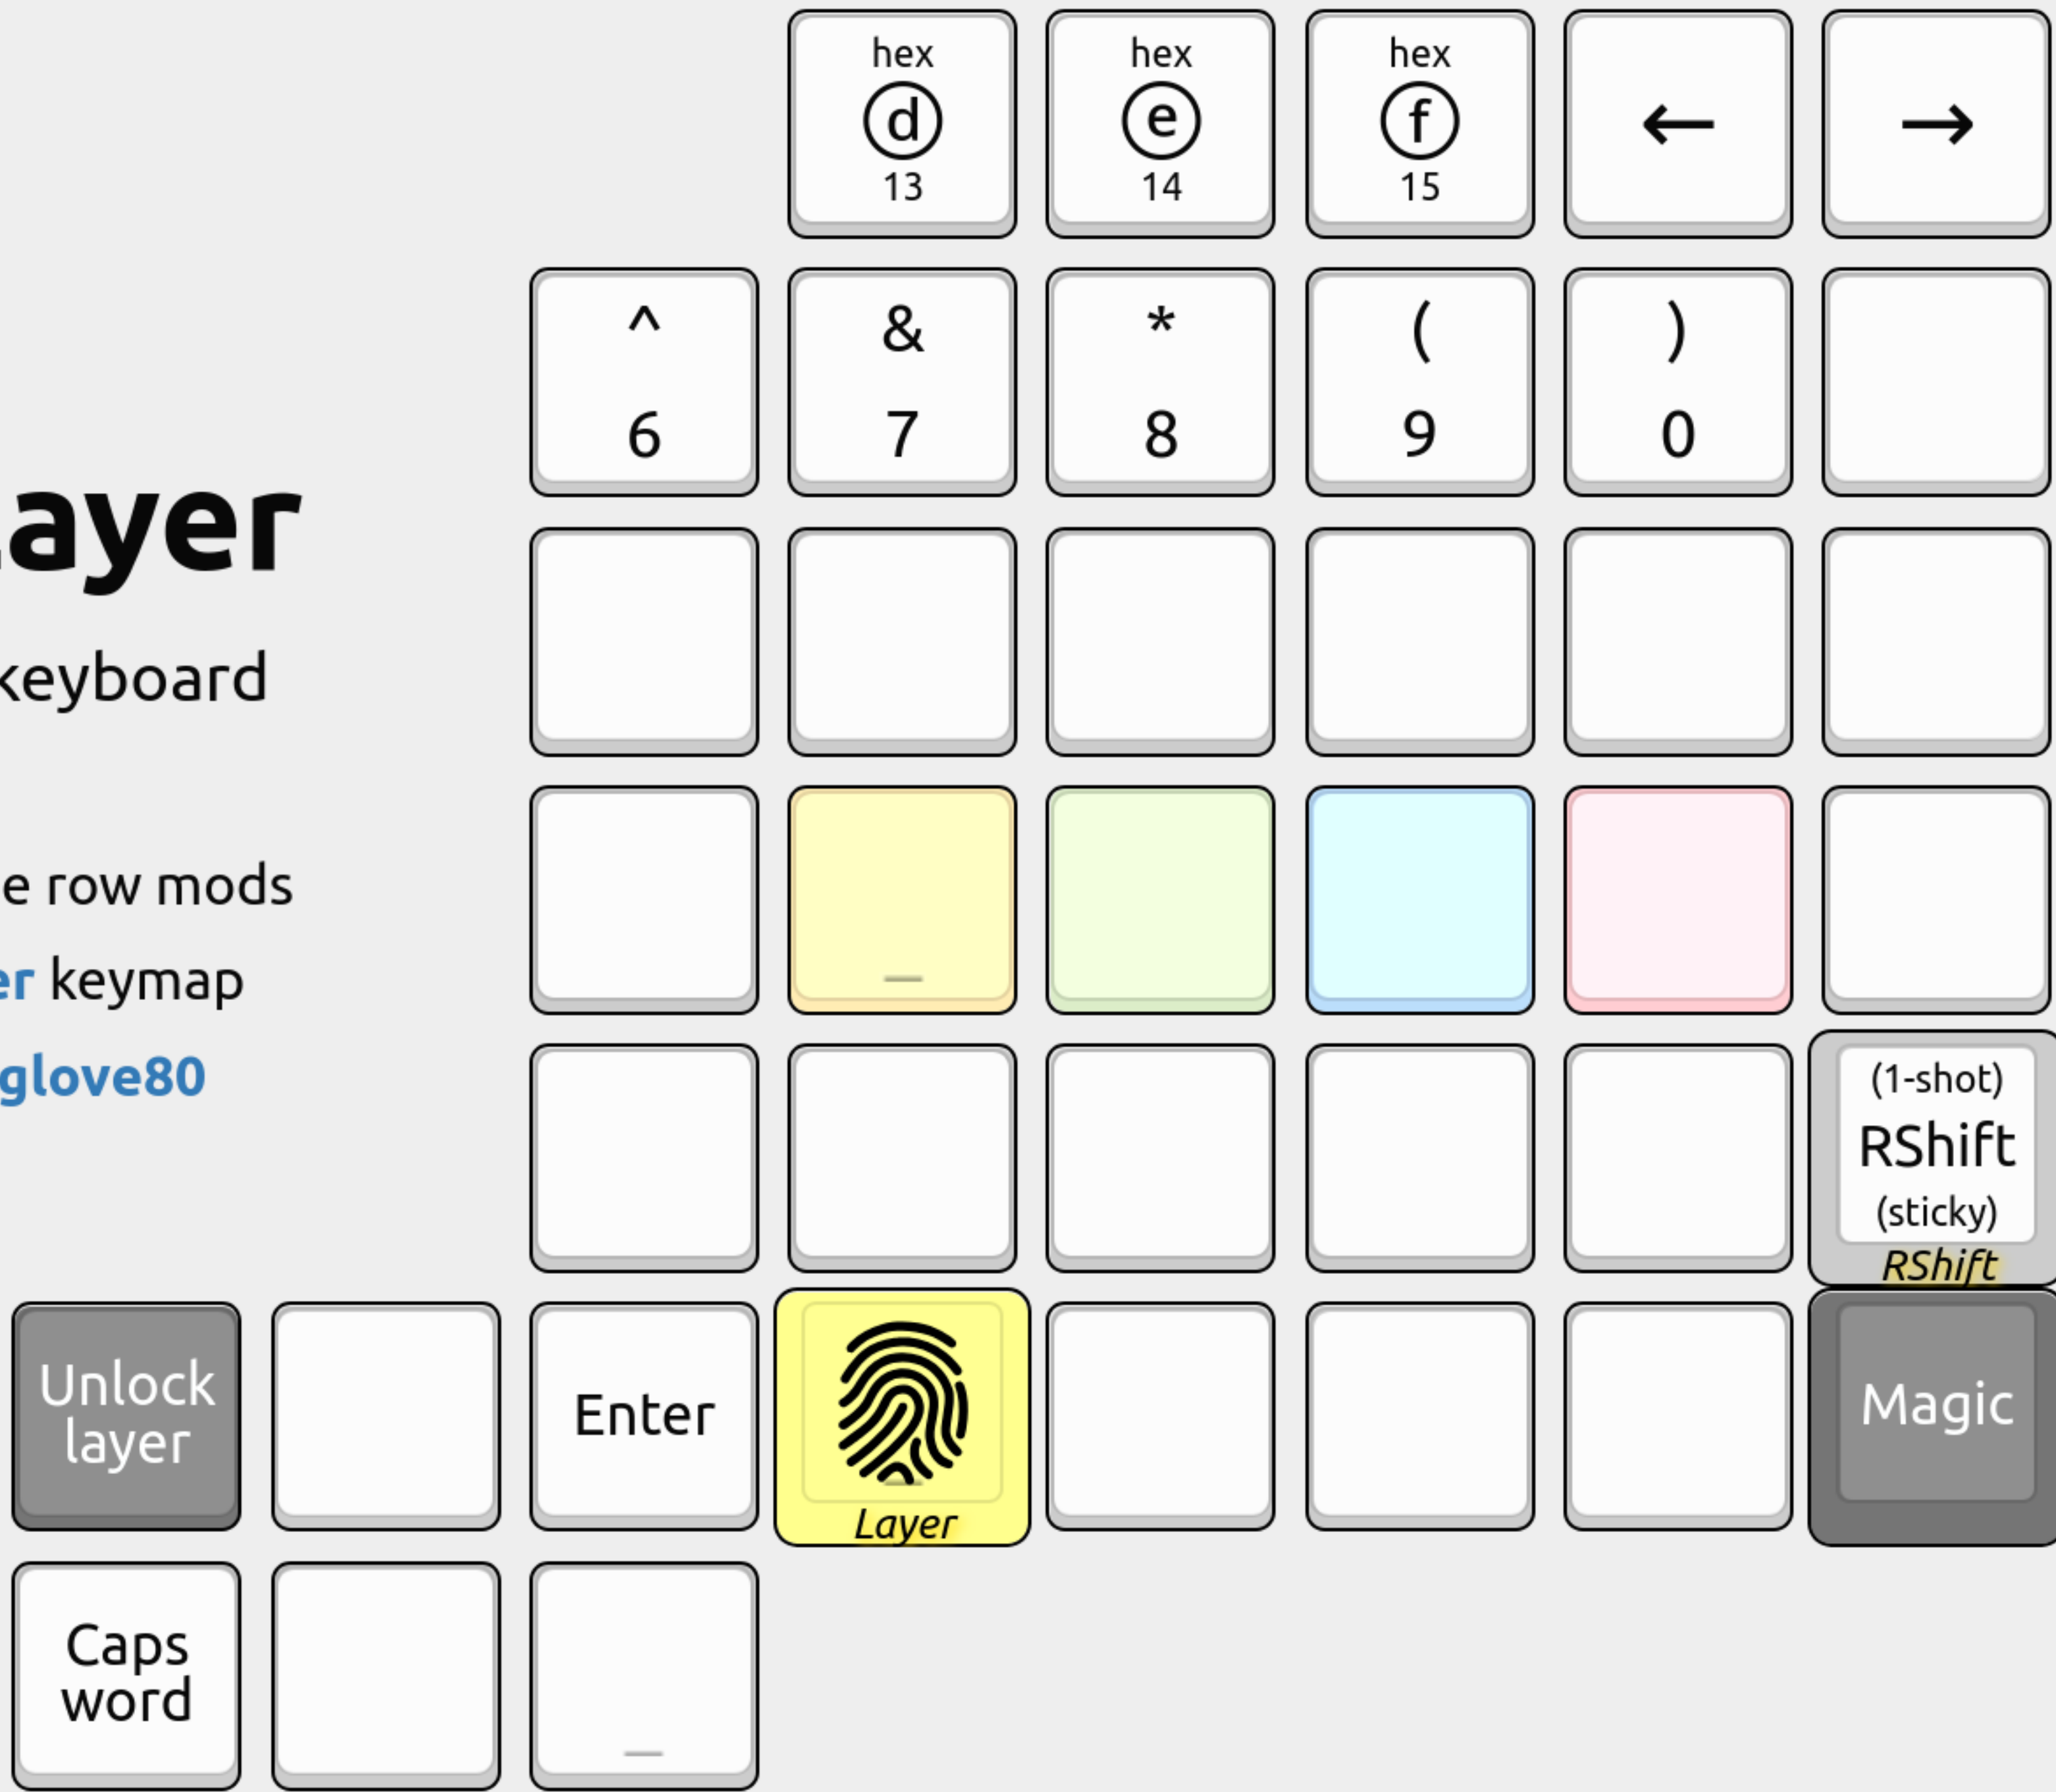 hex hex hex ← →
d e f
13 14 15
^ & * ( )
6 7 8 9 0
ayer
keyboard
e row mods
er keymap
glove80
(1-shot)
RShift
(sticky)
RShift
Unlock
layer
Enter
Layer
Magic
Caps
word